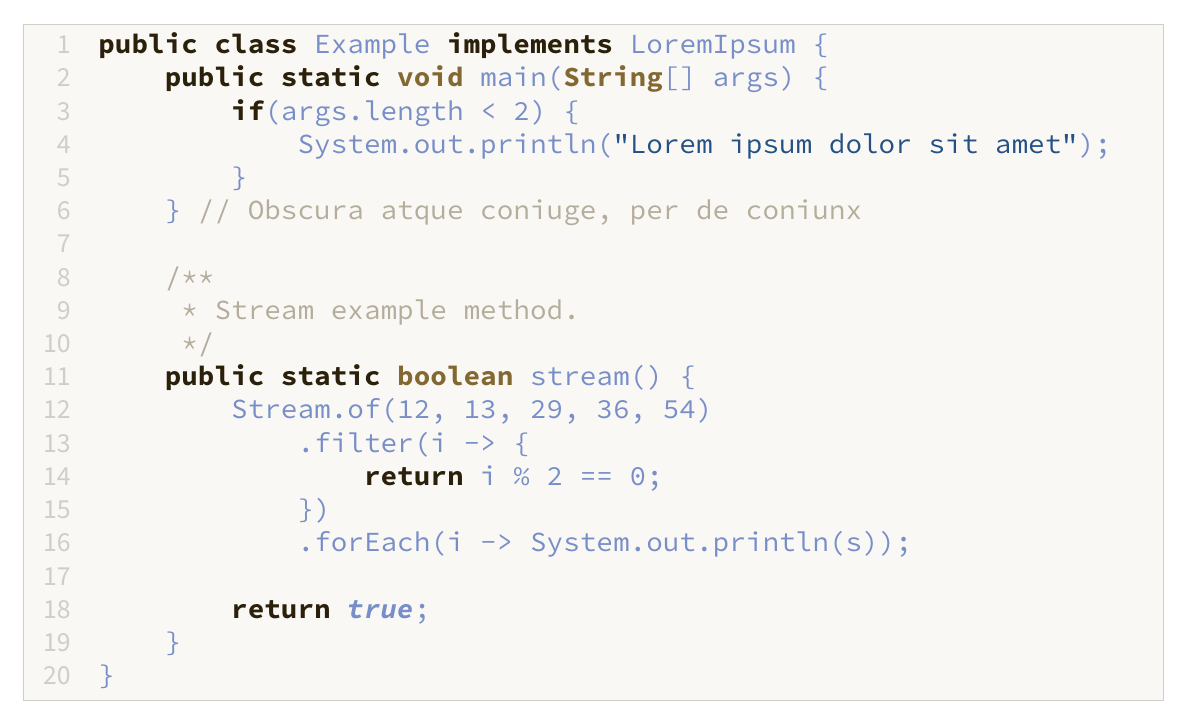 1 public class Example implements LoremIpsum {
2     public static void main(String[] args) {
3         if(args.length < 2) {
4             System.out.println("Lorem ipsum dolor sit amet");
5         }
6     } // Obscura atque coniuge, per de coniunx
7
8     /**
9      * Stream example method.
10      */
11     public static boolean stream() {
12         Stream.of(12, 13, 29, 36, 54)
13             .filter(i -> {
14                 return i % 2 == 0;
15             })
16             .forEach(i -> System.out.println(s));
17
18         return true;
19     }
20 }